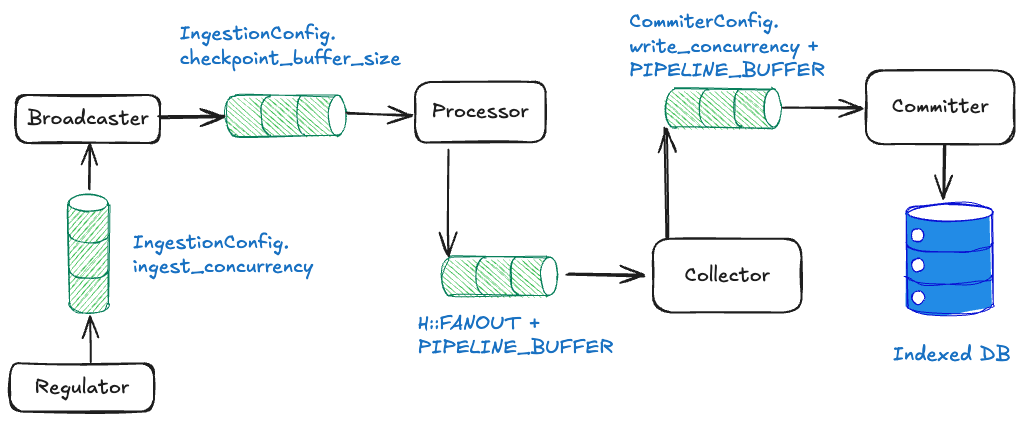 IngestionConfig.
checkpoint_buffer_size
CommiterConfig.
write_concurrency +
PIPELINE_BUFFER
Broadcaster
Processor
Committer
IngestionConfig.
ingest_concurrency
Collector
H::FANOUT +
PIPELINE_BUFFER
Indexed DB
Regulator